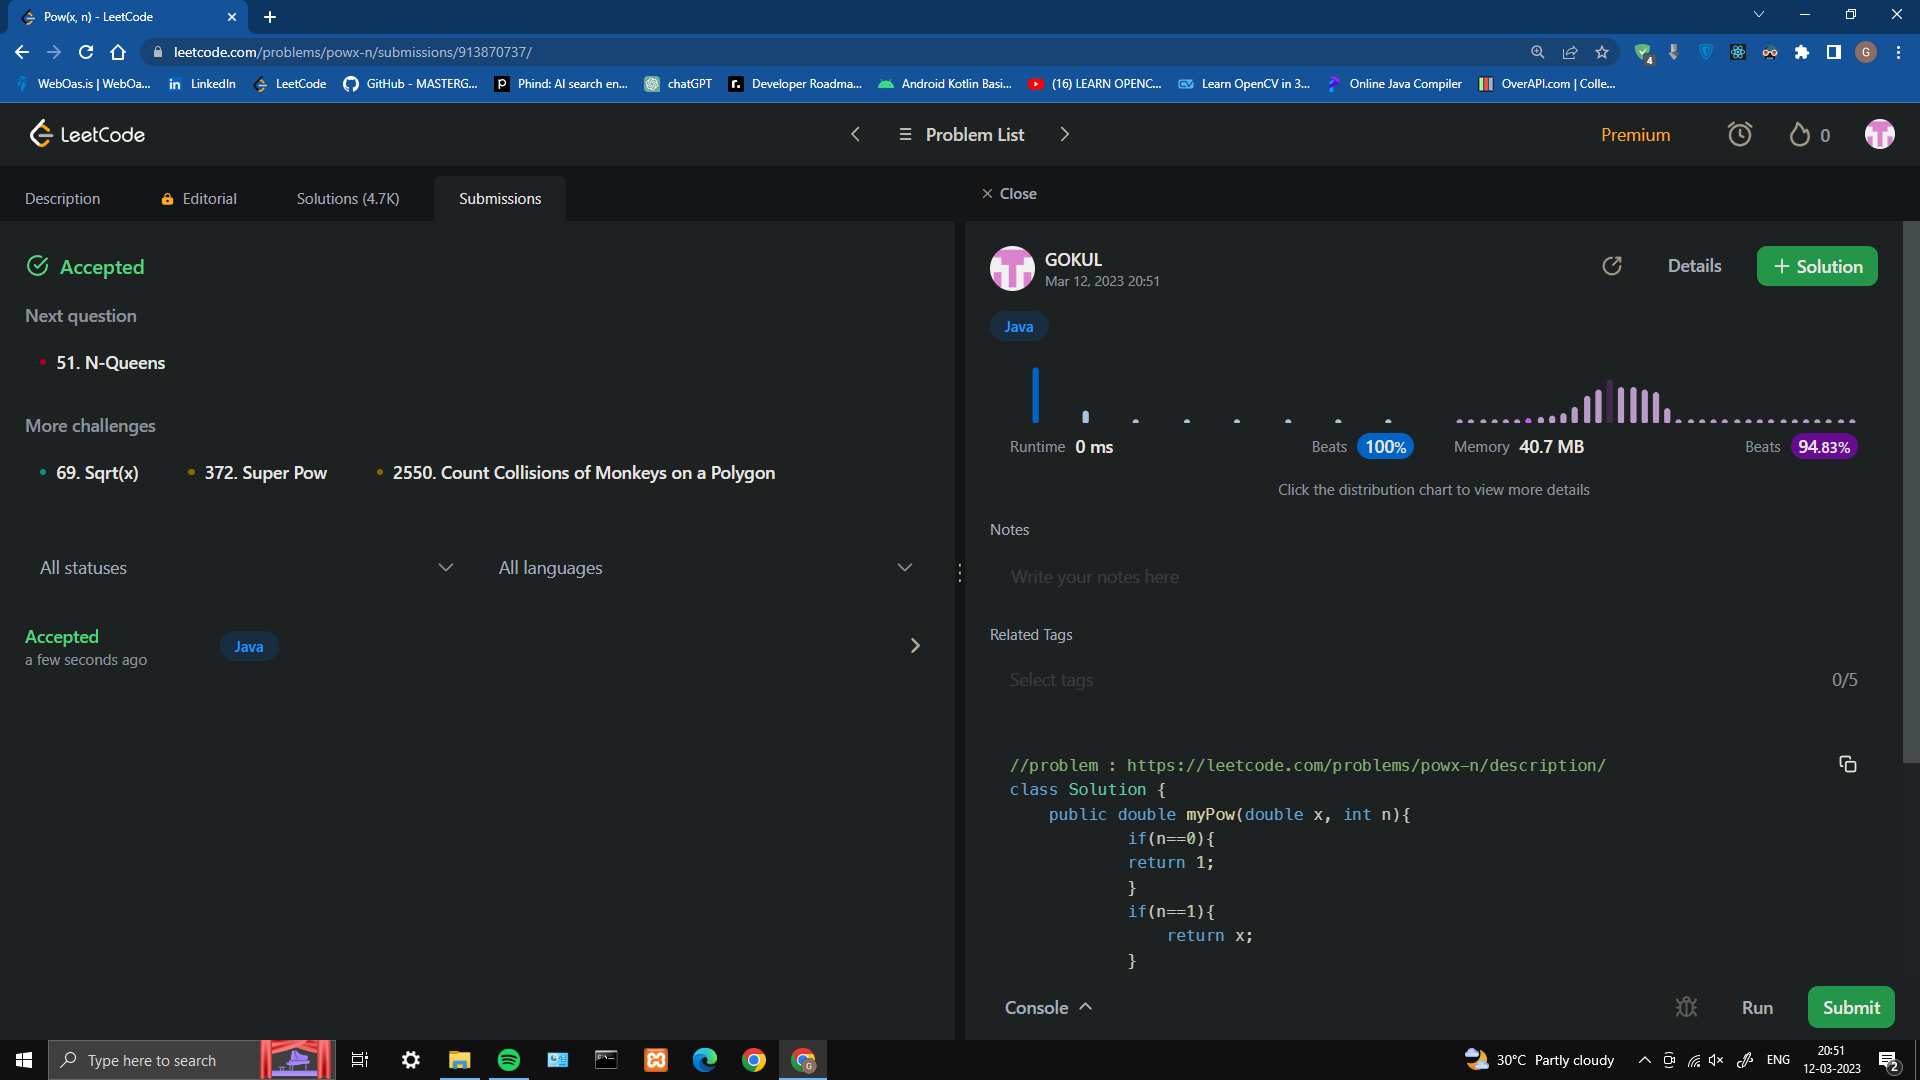 Pow(x, n) - LeetCode
leetcode.com/problems/powx-n/submissions/913870737/
4
G
WebOas.is | WebOa...
LinkedIn
LeetCode
GitHub - MASTERG...
Phind: AI search en...
chatGPT
Developer Roadma...
Android Kotlin Basi...
(16) LEARN OPENC...
Learn OpenCV in 3...
Online Java Compiler
OverAPI.com | Colle...
LeetCode
Problem List
Premium
0
Description
Editorial
Solutions (4.7K)
Submissions
Close
Accepted
Next question
51. N-Queens
More challenges
69. Sqrt(x)
372. Super Pow
2550. Count Collisions of Monkeys on a Polygon
All statuses
All languages
Accepted
a few seconds ago
Java
GOKUL
Mar 12, 2023 20:51
Details
+ Solution
Java
Runtime 0 ms
Beats 100%
Memory 40.7 MB
Beats 94.83%
Click the distribution chart to view more details
Notes
Write your notes here
Related Tags
Select tags
0/5
//problem : https://leetcode.com/problems/powx-n/description/
class Solution {
public double myPow(double x, int n){
if(n==0){
return 1;
}
if(n==1){
return x;
}
Console
Run
Submit
Type here to search
30°C Partly cloudy
ENG
20:51
12-03-2023
2